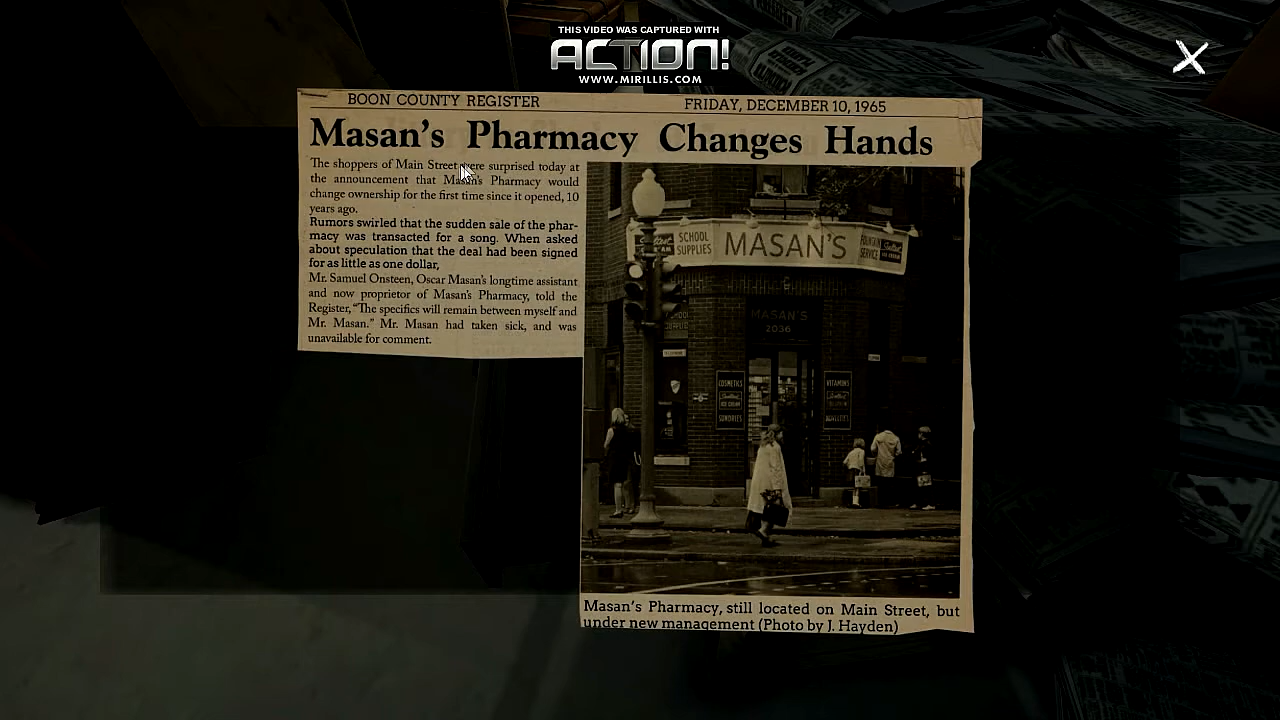 THIS VIDEO WAS CAPTURED WITH
ACTION!
WWW.MIRILLIS.COM
BOON COUNTY REGISTER
FRIDAY, DECEMBER 10, 1965
Masan's Pharmacy Changes Hands
The shoppers of Main Street were surprised today at
the announcement that Masan's Pharmacy would
change ownership for the first time since it opened, 10
years ago.
Rumors swirled that the sudden sale of the phar-
macy was transacted for a song. When asked
about speculation that the deal had been signed
for as little as one dollar,
Mr. Samuel Onsteen, Oscar Masan's longtime assistant
and now proprietor of Masan's Pharmacy, told the
Register, "The specifics will remain between myself and
Mr. Masan." Mr. Masan had taken sick, and was
unavailable for comment.
SCHOOL
SUPPLIES
MASAN'S
FOUNTAIN
SERVICE
MASAN'S
2036
COSMETICS
SUNDRIES
VITAMINS
Masan's Pharmacy, still located on Main Street, but
under new management (Photo by J. Hayden)